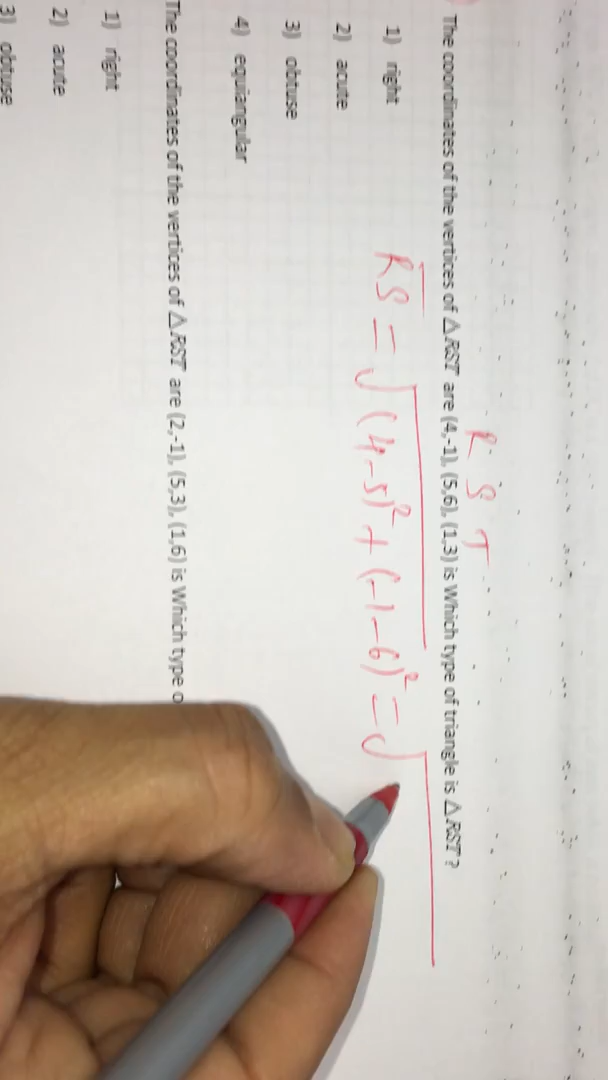 R S T
The coordinates of the vertices of △RST are (4,-1), (5,6), (1,3) is Which type of triangle is △RST?
1) right
2) acute
3) obtuse
4) equiangular
RS = √(4-5)² + (-1-6)² = √
The coordinates of the vertices of △RST are (2,-1), (5,3), (1,6) is Which type o
1) right
2) acute
3) obtuse